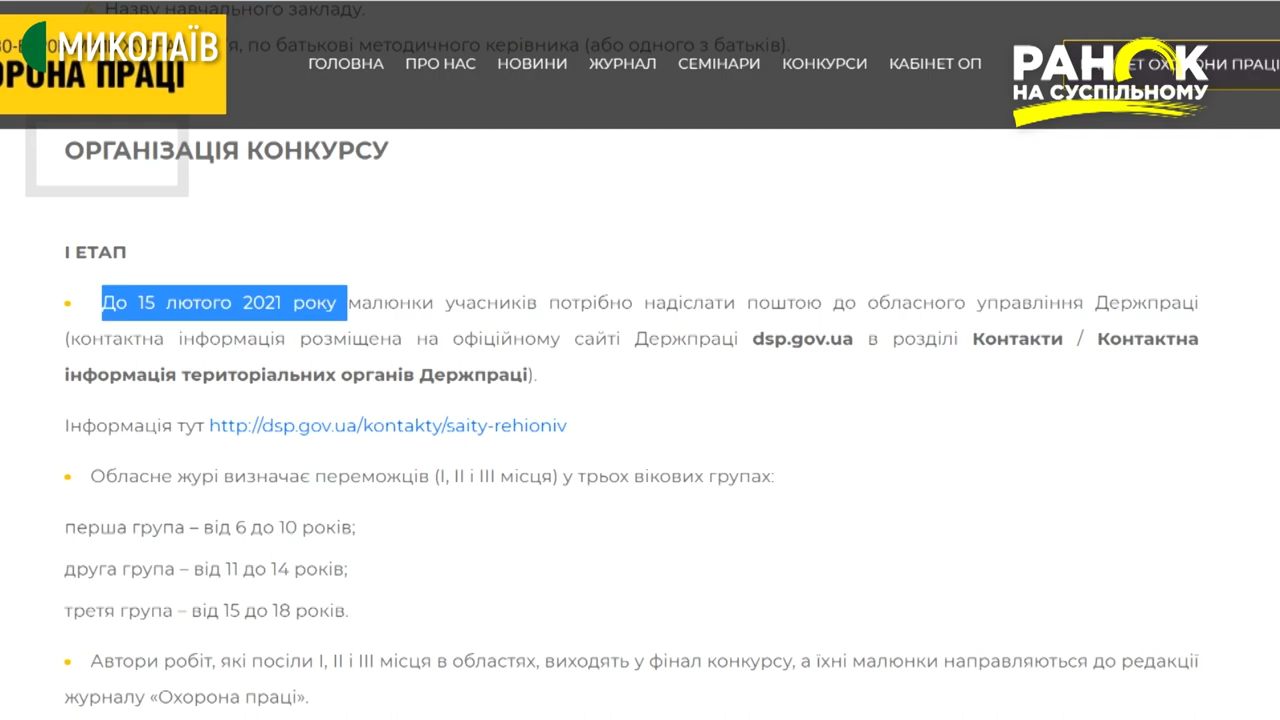 Назву навчального закладу.
я, по батькові методичного керівника (або одного з батьків).
МИКОЛАЇВ
ОРОНА ПРАЦІ
ГОЛОВНА ПРО НАС НОВИНИ ЖУРНАЛ СЕМІНАРИ КОНКУРСИ КАБІНЕТ ОП
РАНОК
НА СУСПІЛЬНОМУ
ОРГАНІЗАЦІЯ КОНКУРСУ
І ЕТАП
До 15 лютого 2021 року малюнки учасників потрібно надіслати поштою до обласного управління Держпраці
(контактна інформація розміщена на офіційному сайті Держпраці dsp.gov.ua в розділі Контакти / Контактна
інформація територіальних органів Держпраці).
Інформація тут http://dsp.gov.ua/kontakty/saity-rehioniv
Обласне журі визначає переможців (І, ІІ і ІІІ місця) у трьох вікових групах:
перша група – від 6 до 10 років;
друга група – від 11 до 14 років;
третя група – від 15 до 18 років.
Автори робіт, які посіли І, ІІ і ІІІ місця в областях, виходять у фінал конкурсу, а їхні малюнки направляються до редакції
журналу «Охорона праці».